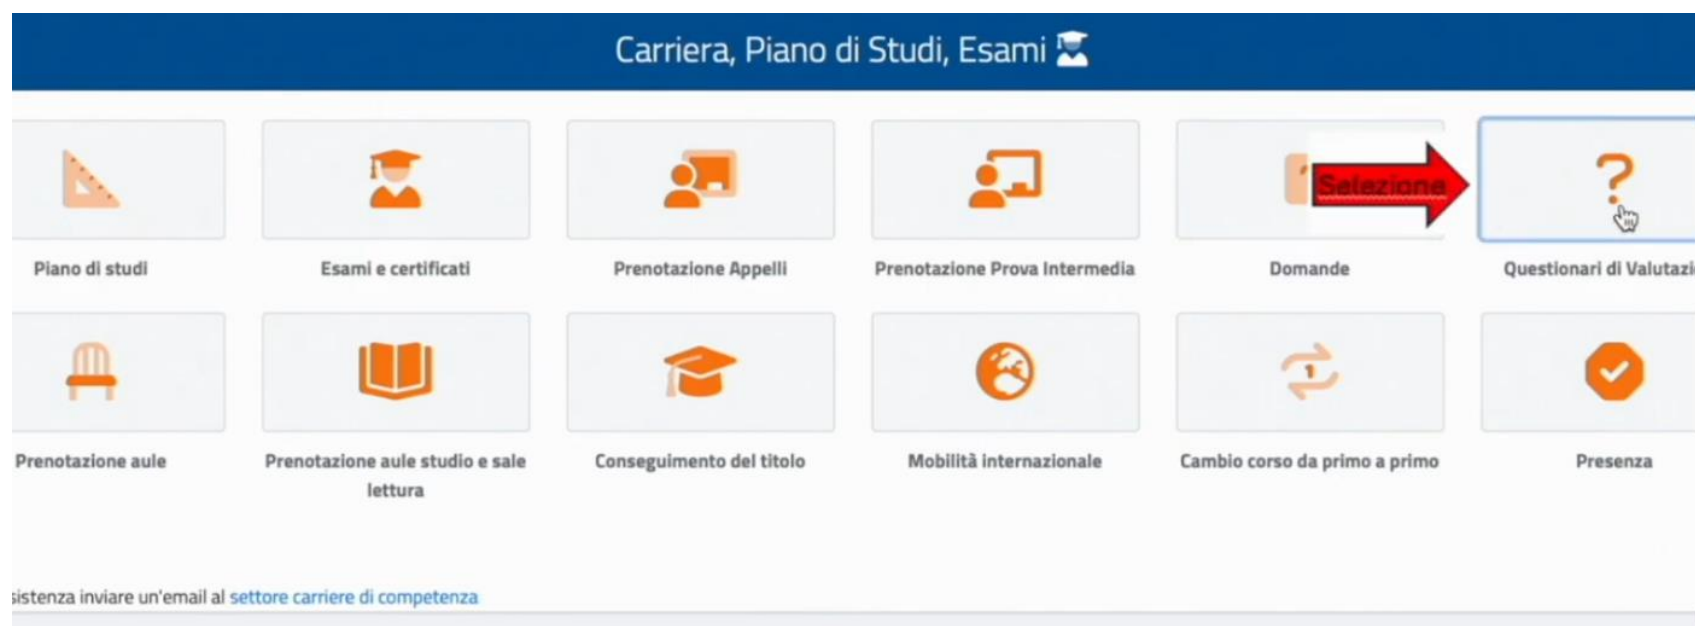 Carriera, Piano di Studi, Esami
Selezione
Piano di studi
Esami e certificati
Prenotazione Appelli
Prenotazione Prova Intermedia
Domande
Questionari di Valutazi
Prenotazione aule
Prenotazione aule studio e sale
lettura
Conseguimento del titolo
Mobilità internazionale
1
Cambio corso da primo a primo
Presenza
sistenza inviare un'email al settore carriere di competenza